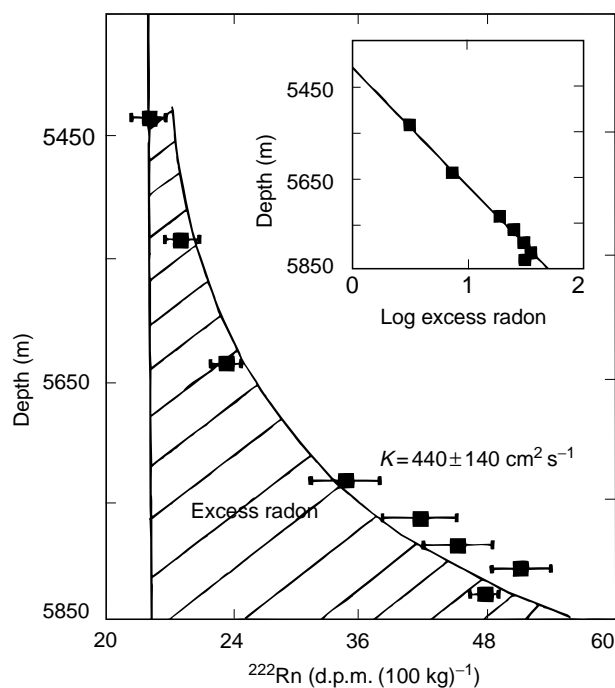 Depth (m)
5450
5650
5850
20
24
36
48
60
²²²Rn (d.p.m. (100 kg)⁻¹)
Excess radon
K=440±140 cm² s⁻¹
Depth (m)
5450
5650
5850
0
1
2
Log excess radon